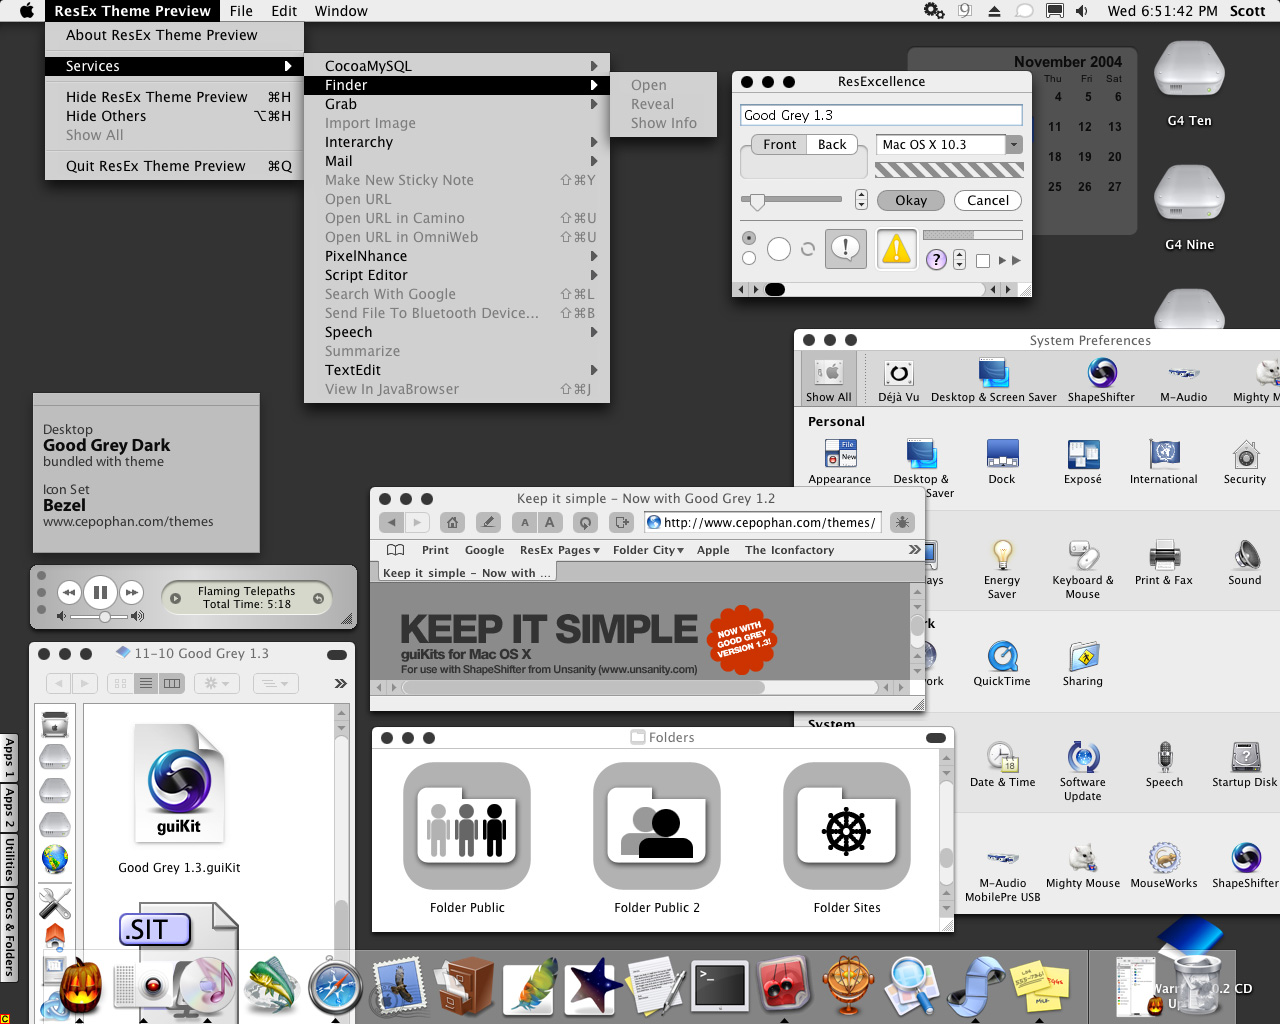 ResEx Theme Preview File Edit Window
Wed 6:51:42 PM Scott
About ResEx Theme Preview
Services
Hide ResEx Theme Preview ⌘H
Hide Others ⌥⌘H
Show All
Quit ResEx Theme Preview ⌘Q
CocoaMySQL
Finder
Grab
Import Image
Interarchy
Mail
Make New Sticky Note ⇧⌘Y
Open URL
Open URL in Camino ⇧⌘U
Open URL in OmniWeb ⇧⌘U
PixelNhance
Script Editor
Search With Google ⇧⌘L
Send File To Bluetooth Device... ⇧⌘B
Speech
Summarize
TextEdit
View In JavaBrowser ⇧⌘J
Open
Reveal
Show Info
ResExcellence
Good Grey 1.3
Front Back
Mac OS X 10.3
Okay Cancel
?
November 2004
Thu Fri Sat
4 5 6
11 12 13
18 19 20
25 26 27
G4 Ten
G4 Nine
System Preferences
Show All Déjà Vu Desktop & Screen Saver ShapeShifter M-Audio Mighty M
Personal
Appearance Desktop & Saver Dock Exposé International Security
ays Energy Saver Keyboard & Mouse Print & Fax Sound
rk
ork QuickTime Sharing
System
Date & Time Software Update Speech Startup Disk
M-Audio MobilePre USB Mighty Mouse MouseWorks ShapeShifter
Desktop
Good Grey Dark
bundled with theme
Icon Set
Bezel
www.cepophan.com/themes
Flaming Telepaths
Total Time: 5:18
Keep it simple – Now with Good Grey 1.2
A A http://www.cepophan.com/themes/
Print Google ResEx Pages Folder City Apple The Iconfactory
Keep it simple – Now with ...
KEEP IT SIMPLE
guiKits for Mac OS X
For use with ShapeShifter from Unsanity (www.unsanity.com)
NOW WITH
GOOD GREY
VERSION 1.3!
11-10 Good Grey 1.3
guiKit
Good Grey 1.3.guiKit
.SIT
Folders
Folder Public Folder Public 2 Folder Sites
Apps 1
Apps 2
Utilities
Docs & Folders